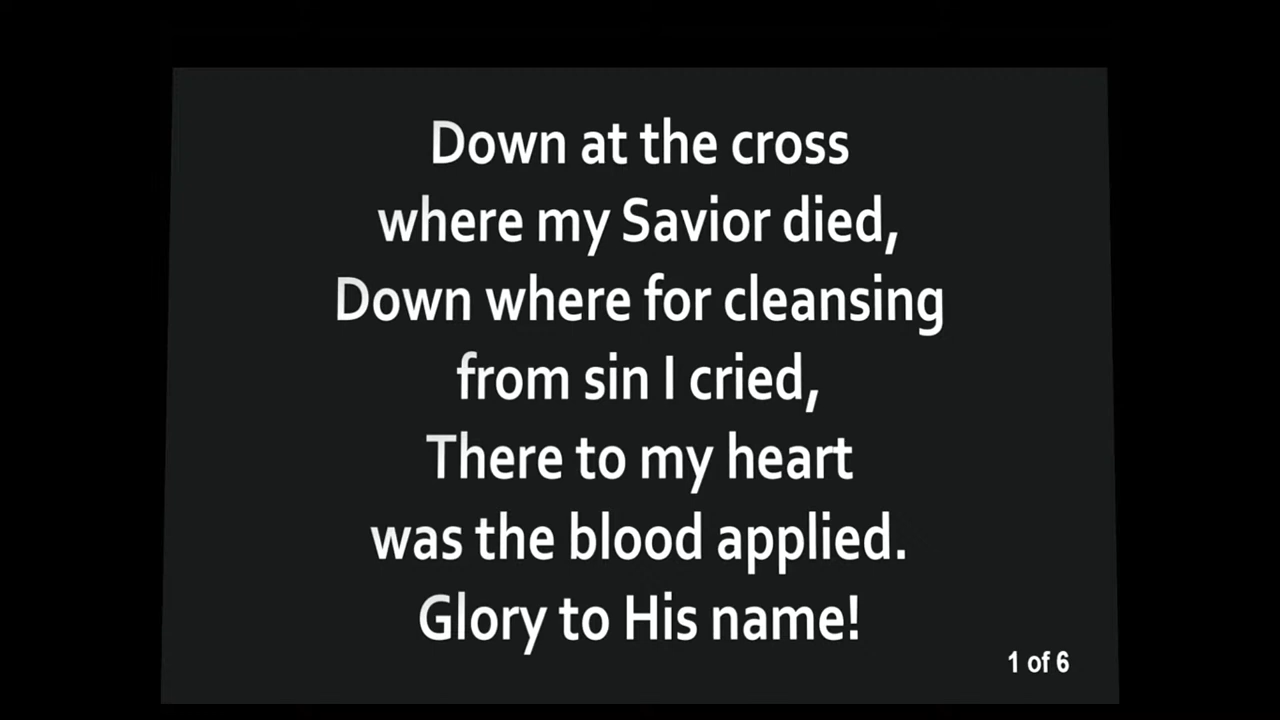 Down at the cross
where my Savior died,
Down where for cleansing
from sin I cried,
There to my heart
was the blood applied.
Glory to His name!
1 of 6